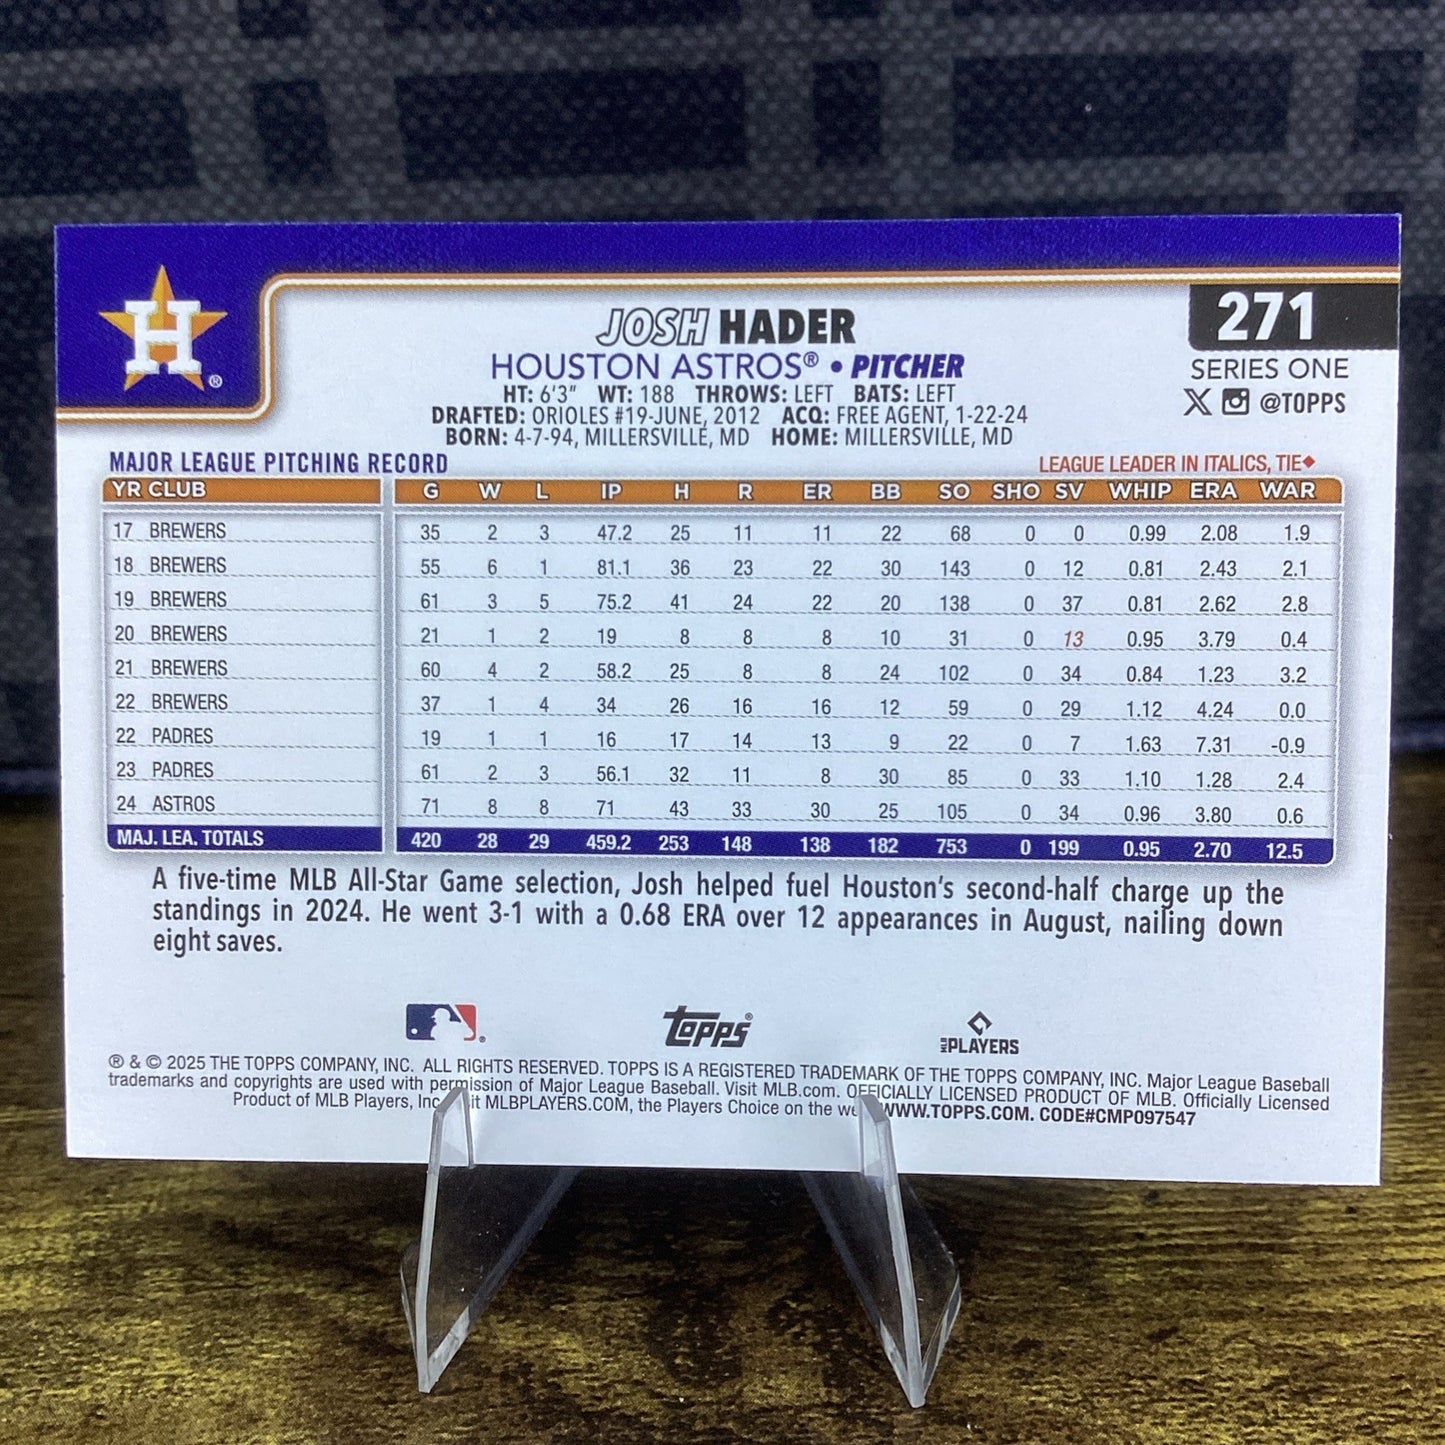 H ®
271
JOSH HADER
SERIES ONE
HOUSTON ASTROS® • PITCHER
@TOPPS
HT: 6'3" WT: 188 THROWS: LEFT BATS: LEFT
DRAFTED: ORIOLES #19-JUNE, 2012 ACQ: FREE AGENT, 1-22-24
BORN: 4-7-94, MILLERSVILLE, MD HOME: MILLERSVILLE, MD
MAJOR LEAGUE PITCHING RECORD LEAGUE LEADER IN ITALICS, TIE◆
YR CLUB G W L IP H R ER BB SO SHO SV WHIP ERA WAR
17 BREWERS 35 2 3 47.2 25 11 11 22 68 0 0 0.99 2.08 1.9
18 BREWERS 55 6 1 81.1 36 23 22 30 143 0 12 0.81 2.43 2.1
19 BREWERS 61 3 5 75.2 41 24 22 20 138 0 37 0.81 2.62 2.8
20 BREWERS 21 1 2 19 8 8 8 10 31 0 13 0.95 3.79 0.4
21 BREWERS 60 4 2 58.2 25 8 8 24 102 0 34 0.84 1.23 3.2
22 BREWERS 37 1 4 34 26 16 16 12 59 0 29 1.12 4.24 0.0
22 PADRES 19 1 1 16 17 14 13 9 22 0 7 1.63 7.31 -0.9
23 PADRES 61 2 3 56.1 32 11 8 30 85 0 33 1.10 1.28 2.4
24 ASTROS 71 8 8 71 43 33 30 25 105 0 34 0.96 3.80 0.6
MAJ. LEA. TOTALS 420 28 29 459.2 253 148 138 182 753 0 199 0.95 2.70 12.5
A five-time MLB All-Star Game selection, Josh helped fuel Houston's second-half charge up the
standings in 2024. He went 3-1 with a 0.68 ERA over 12 appearances in August, nailing down
eight saves.
Topps® MLB PLAYERS
® & © 2025 THE TOPPS COMPANY, INC. ALL RIGHTS RESERVED. TOPPS IS A REGISTERED TRADEMARK OF THE TOPPS COMPANY, INC. Major League Baseball
trademarks and copyrights are used with permission of Major League Baseball. Visit MLB.com. OFFICIALLY LICENSED PRODUCT OF MLB. Officially Licensed
Product of MLB Players, Inc. MLBPLAYERS.COM, the Players Choice on the WWW.TOPPS.COM. CODE#CMP097547